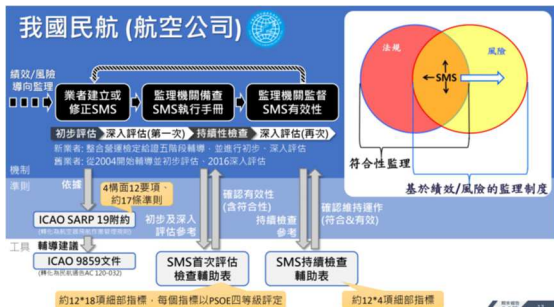 我國民航 (航空公司)
績效/風險
導向監理
業者建立或
修正SMS
監理機關備查
SMS執行手冊
監理機關監督
SMS有效性
初步評估
深入評估(第一次)
持續性檢查
深入評估(再次)
新業者: 整合營運檢定給證五階段輔導，並進行初步、深入評估
舊業者: 從2004開始輔導並初步評估、2016深入評估
機制
準則
依據
4構面12要項、
約17條準則
ICAO SARP 19附約
初步及深入
評估參考
確認有效性
(含符合性)
持續檢查
參考
確認維持運作
(符合&有效)
工具
輔導建議
ICAO 9859文件
(轉化為民航通告AC 120-032)
SMS首次評估
檢查輔助表
SMS持續檢查
輔助表
約12*18項細部指標，每個指標以PSOE四等級評定
約12*4項細部指標
法規
風險
SMS
符合性監理
基於績效/風險的監理制度